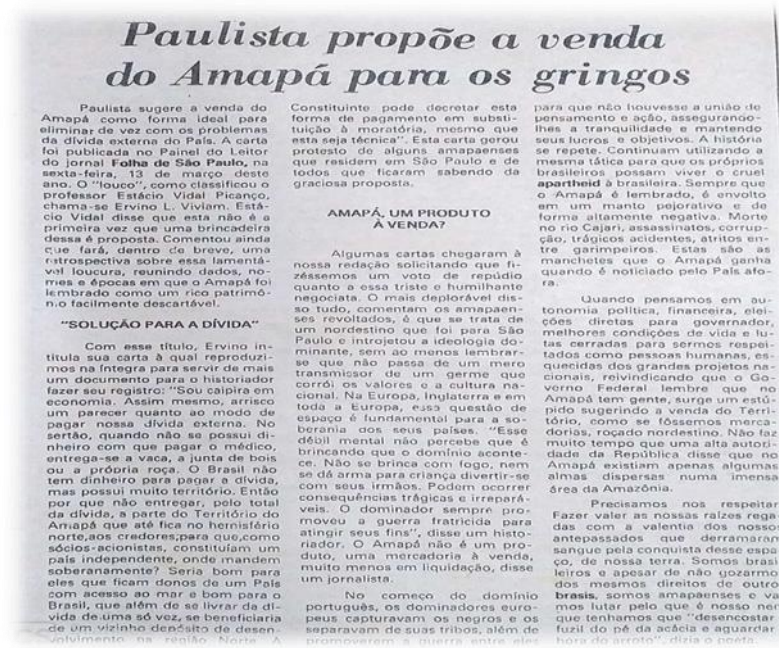 Paulista propõe a venda
do Amapá para os gringos
Paulista sugere a venda do
Amapá como forma ideal para
eliminar de vez com os problemas
da dívida externa do País. A carta
foi publicada no Painel do Leitor
do jornal Folha de São Paulo, na
sexta-feira, 13 de março deste
ano. O "louco", como classificou o
professor Estácio Vidal Picanço,
chama-se Ervino L. Viviam. Está-
cio Vidal disse que esta não é a
primeira vez que uma brincadeira
dessa é proposta. Comentou ainda
que fará, dentro de breve, uma
retrospectiva sobre essa lamentá-
vel loucura, reunindo dados, no-
mes e épocas em que o Amapá foi
lembrado como um rico patrimô-
nio facilmente descartável.
"SOLUÇÃO PARA A DÍVIDA"
Com esse título, Ervino in-
titula sua carta à qual reproduzi-
mos na íntegra para servir de mais
um documento para o historiador
fazer seu registro: "Sou caipira em
economia. Assim mesmo, arrisco
um parecer quanto ao modo de
pagar nossa dívida externa. No
sertão, quando não se possui di-
nheiro com que pagar o médico,
entrega-se a vaca, a junta de bois
ou a própria roça. O Brasil não
tem dinheiro para pagar a dívida,
mas possui muito território. Então
por que não entregar, pelo total
da dívida, a parte do Território do
Amapá que até fica no hemisfério
norte,aos credores,para que,como
sócios-acionistas, constituíam um
país independente, onde mandem
soberanamente? Seria bom para
eles que ficam donos de um País
com acesso ao mar e bom para o
Brasil, que além de se livrar da dí-
vida de uma só vez, se beneficiaria
de um vizinho depósito de desen-
volvimento na região Norte. A
Constituinte pode decretar esta
forma de pagamento em substi-
tuição à moratória, mesmo que
esta seja técnica". Esta carta gerou
protesto de alguns amapaenses
que residem em São Paulo e de
todos que ficaram sabendo da
graciosa proposta.
AMAPÁ, UM PRODUTO
À VENDA?
Algumas cartas chegaram à
nossa redação solicitando que fi-
zéssemos um voto de repúdio
quanto a essa triste e humilhante
negociata. O mais deplorável dis-
so tudo, comentam os amapaen-
ses revoltados, é que se trata de
um nordestino que foi para São
Paulo e introjetou a ideologia do-
minante, sem ao menos lembrar-
se que não passa de um mero
transmissor de um germe que
corrói os valores e a cultura na-
cional. Na Europa, Inglaterra e em
toda a Europa, essa questão de
espaço é fundamental para a so-
berania dos seus países. "Esse
débil mental não percebe que é
brincando que o domínio aconte-
ce. Não se brinca com fogo, nem
se dá arma para criança divertir-se
com seus irmãos. Podem ocorrer
consequências trágicas e irrepará-
veis. O dominador sempre pro-
moveu a guerra fratricida para
atingir seus fins", disse um histo-
riador. O Amapá não é um pro-
duto, uma mercadoria à venda,
muito menos em liquidação, disse
um jornalista.
No começo do domínio
português, os dominadores euro-
peus capturavam os negros e os
separavam de suas tribos, além de
promoverem a guerra entre eles
para que não houvesse a união de
pensamento e ação, assegurando-
lhes a tranquilidade e mantendo
seus lucros e objetivos. A história
se repete. Continuam utilizando a
mesma tática para que os próprios
brasileiros possam viver o cruel
apartheid à brasileira. Sempre que
o Amapá é lembrado, é envolto
em um manto pejorativo e de
forma altamente negativa. Morte
no rio Cajari, assassinatos, corrup-
ção, trágicos acidentes, atritos en-
tre garimpeiros. Estas são as
manchetes que o Amapá ganha
quando é noticiado pelo País afo-
ra.
Quando pensamos em au-
tonomia política, financeira, elei-
ções diretas para governador,
melhores condições de vida e lu-
tas cerradas para sermos respei-
tados como pessoas humanas, es-
quecidas dos grandes projetos na-
cionais, reivindicando que o Go-
verno Federal lembre que no
Amapá tem gente, surge um estú-
pido sugerindo a venda do Terri-
tório, como se fôssemos merca-
dorias, roçado nordestino. Não faz
muito tempo que uma alta autori-
dade da República disse que no
Amapá existiam apenas algumas
almas dispersas numa imensa
área da Amazônia.
Precisamos nos respeitar
Fazer valer as nossas raízes rega-
das com a valentia dos nossos
antepassados que derramaram
sangue pela conquista desse espa-
ço, de nossa terra. Somos brasi
leiros e apesar de não gozarmo
dos mesmos direitos de outro
brasis, somos amapaenses e va
mos lutar pelo que é nosso ne
que tenhamos que "desencostar
fuzil do pé da acácia e aguardar
hora do arroto", dizia o poeta.